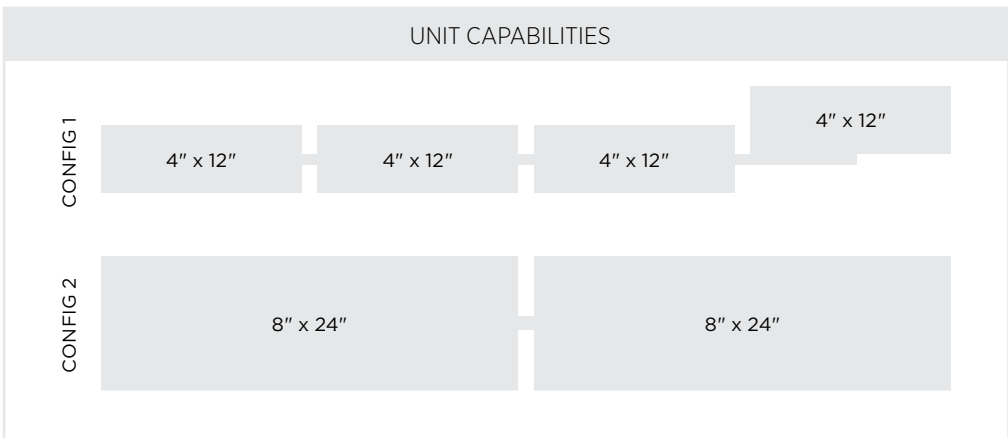 UNIT CAPABILITIES
CONFIG 1
4" x 12"
4" x 12"
4" x 12"
4" x 12"
CONFIG 2
8" x 24"
8" x 24"